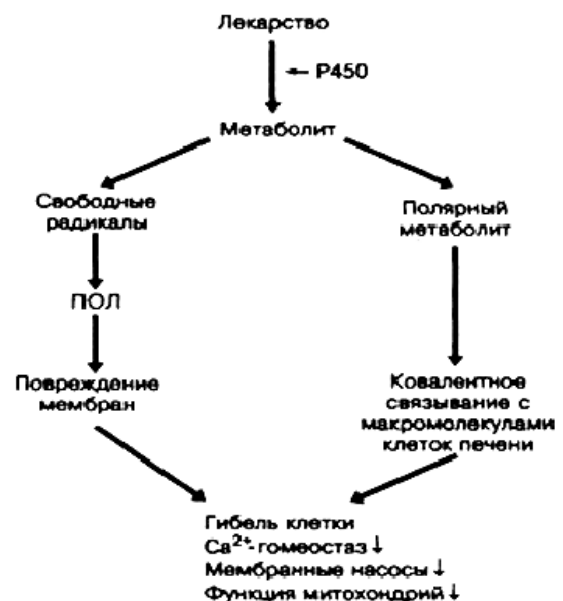 Лекарство
← P450
Метаболит
Свободные
радикалы
Полярный
метаболит
ПОЛ
Повреждение
мембран
Ковалентное
связывание с
макромолекулами
клеток печени
Гибель клетки
Ca²⁺-гомеостаз ↓
Мембранные насосы ↓
Функция митохондрий ↓